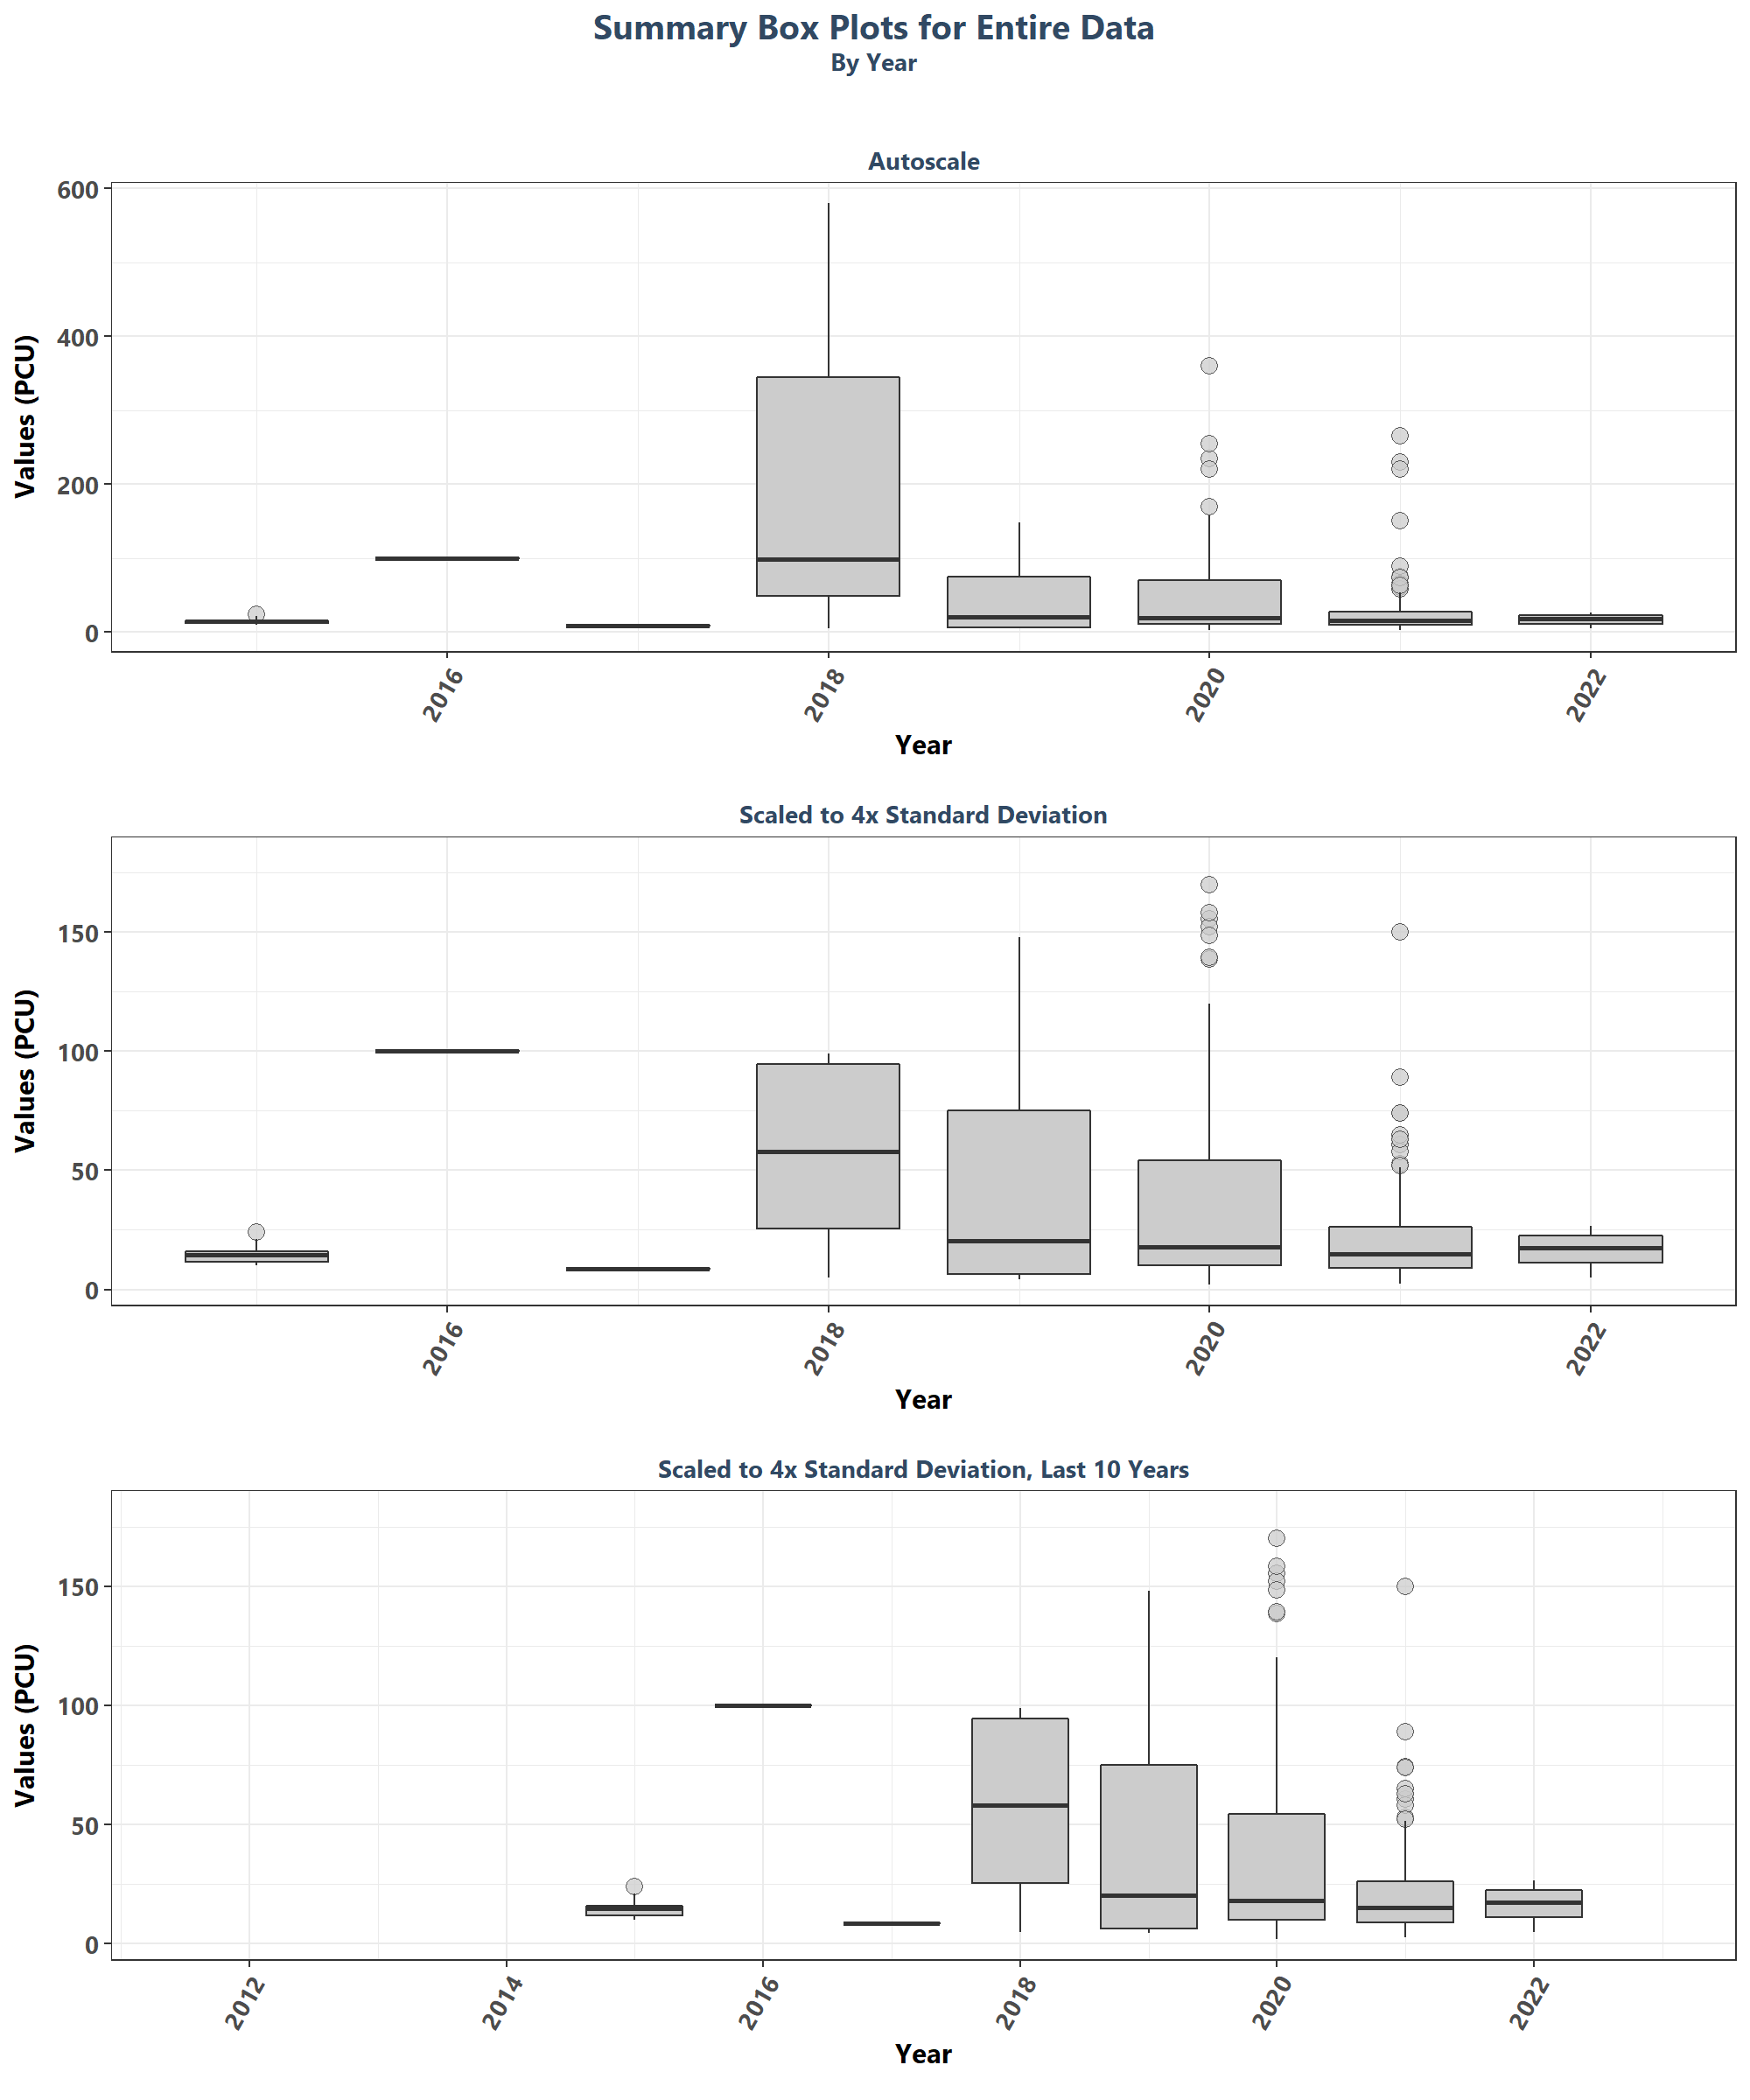 Summary Box Plots for Entire Data
By Year
Autoscale
Values (PCU)
600
400
200
0
2016
2018
2020
2022
Year
Scaled to 4x Standard Deviation
Values (PCU)
150
100
50
0
2016
2018
2020
2022
Year
Scaled to 4x Standard Deviation, Last 10 Years
Values (PCU)
150
100
50
0
2012
2014
2016
2018
2020
2022
Year